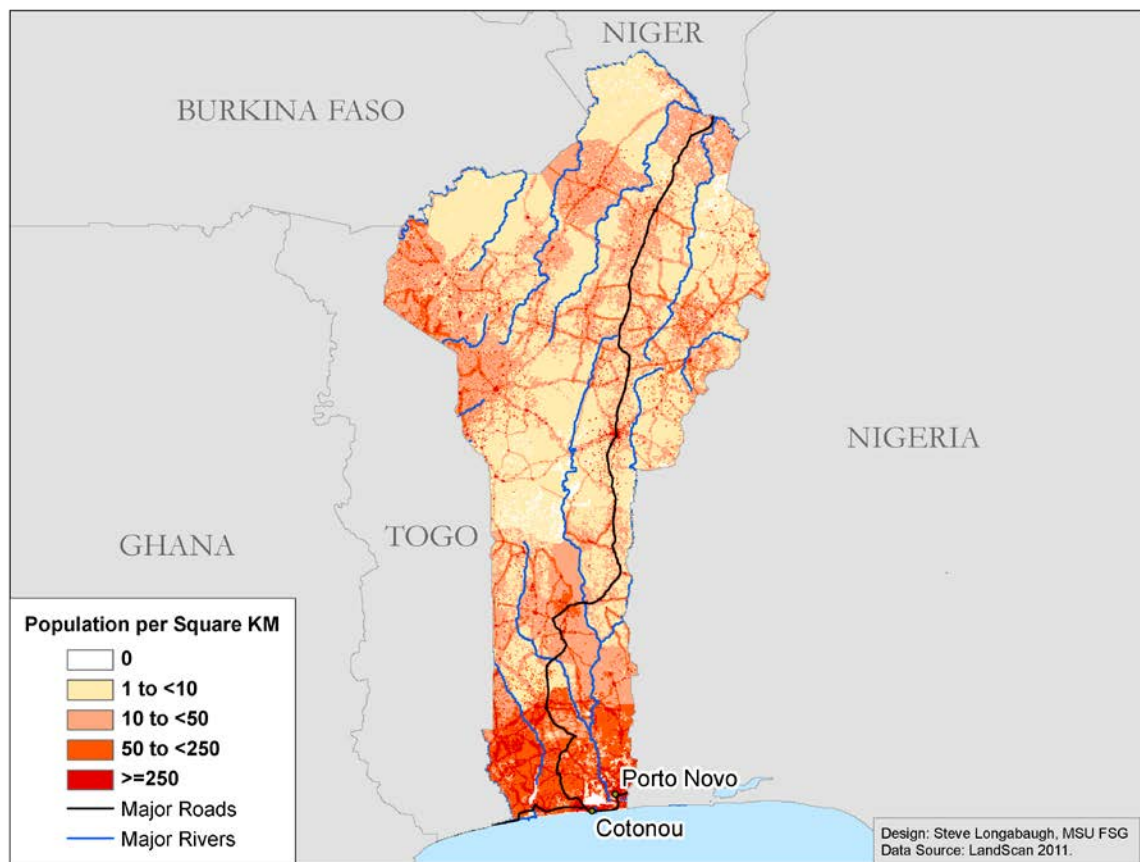 NIGER
BURKINA FASO
NIGERIA
GHANA
TOGO
Population per Square KM
0
1 to <10
10 to <50
50 to <250
>=250
Major Roads
Major Rivers
Porto Novo
Cotonou
Design: Steve Longabaugh, MSU FSG
Data Source: LandScan 2011.